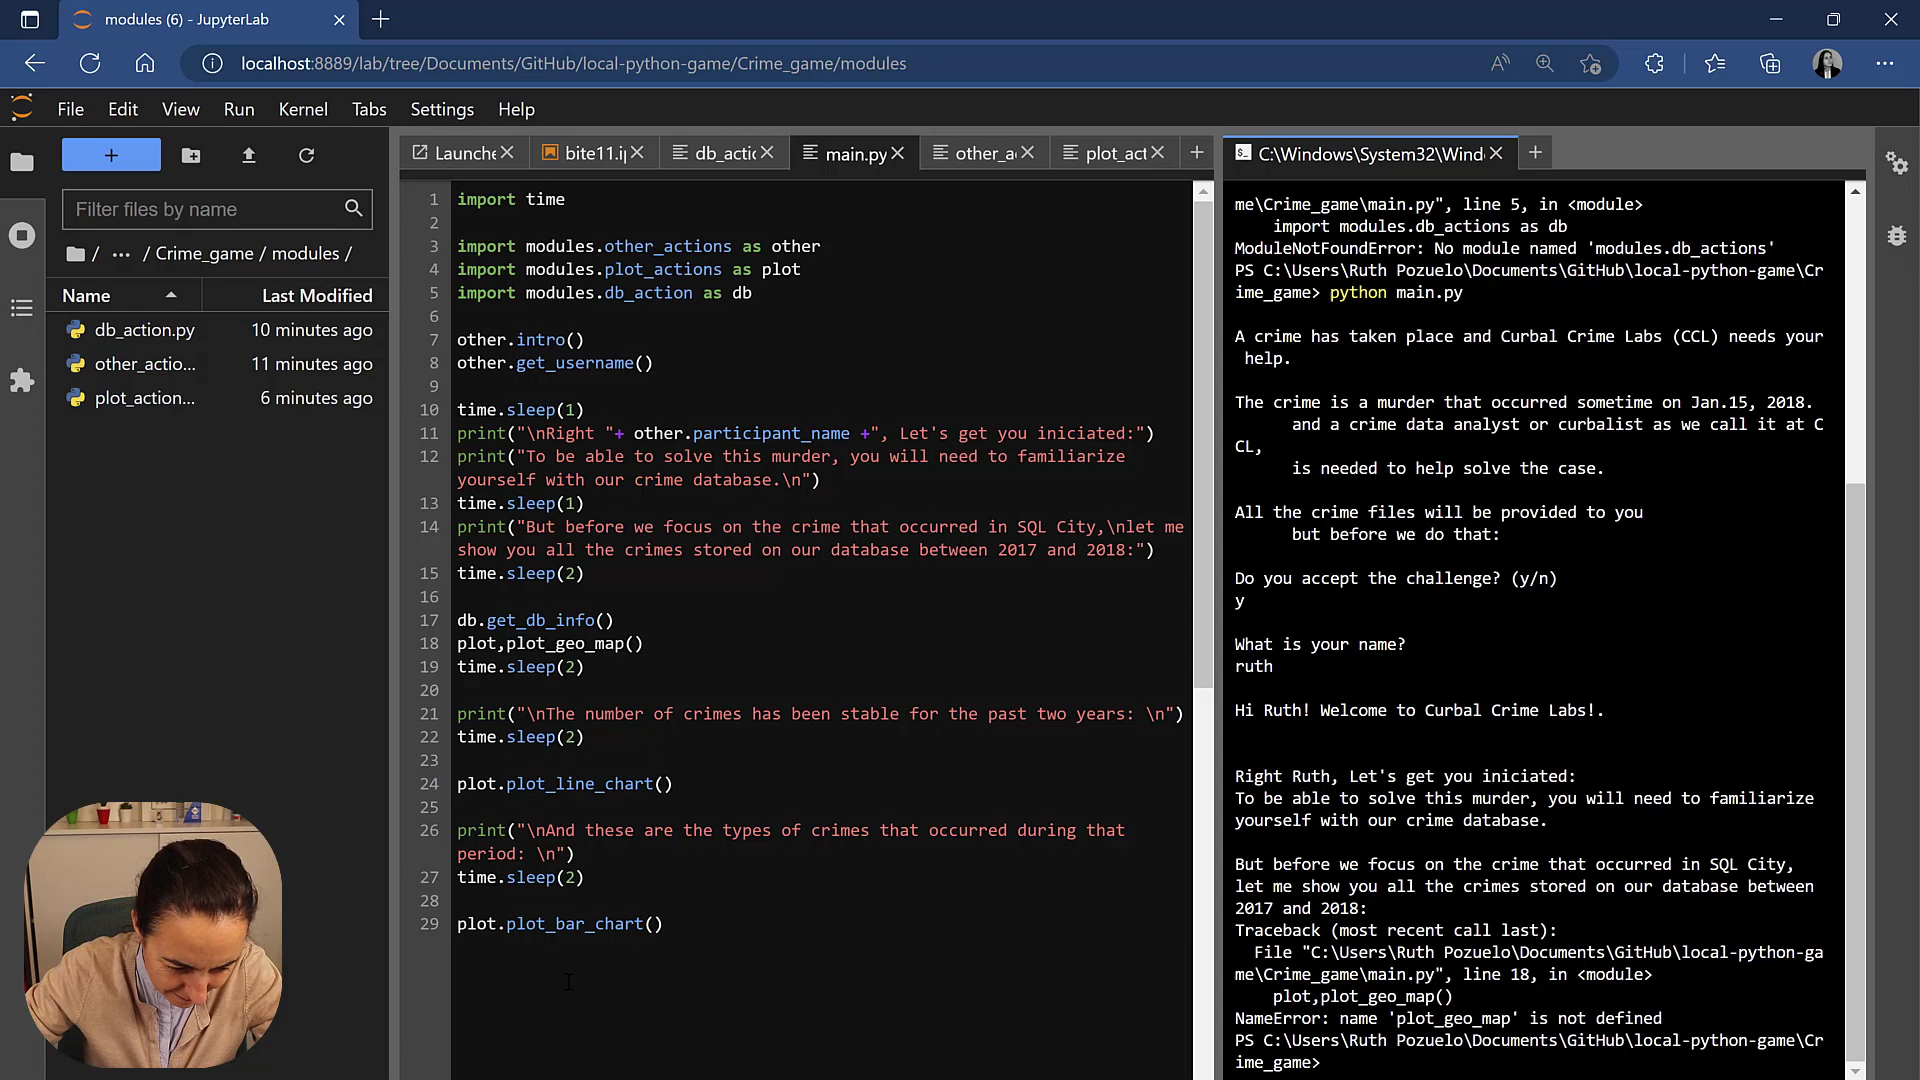 modules (6) - JupyterLab
localhost:8889/lab/tree/Documents/GitHub/local-python-game/Crime_game/modules
File Edit View Run Kernel Tabs Settings Help
Filter files by name
/ ··· / Crime_game / modules /
Name Last Modified
db_action.py 10 minutes ago
other_actio... 11 minutes ago
plot_action... 6 minutes ago
Launche bite11.i db_actic main.py other_a plot_act
1 import time
2
3 import modules.other_actions as other
4 import modules.plot_actions as plot
5 import modules.db_action as db
6
7 other.intro()
8 other.get_username()
9
10 time.sleep(1)
11 print("\nRight "+ other.participant_name +", Let's get you iniciated:")
12 print("To be able to solve this murder, you will need to familiarize
yourself with our crime database.\n")
13 time.sleep(1)
14 print("But before we focus on the crime that occurred in SQL City,\nlet me
show you all the crimes stored on our database between 2017 and 2018:")
15 time.sleep(2)
16
17 db.get_db_info()
18 plot,plot_geo_map()
19 time.sleep(2)
20
21 print("\nThe number of crimes has been stable for the past two years: \n")
22 time.sleep(2)
23
24 plot.plot_line_chart()
25
26 print("\nAnd these are the types of crimes that occurred during that
period: \n")
27 time.sleep(2)
28
29 plot.plot_bar_chart()
C:\Windows\System32\Wind
me\Crime_game\main.py", line 5, in <module>
import modules.db_actions as db
ModuleNotFoundError: No module named 'modules.db_actions'
PS C:\Users\Ruth Pozuelo\Documents\GitHub\local-python-game\Cr
ime_game> python main.py
A crime has taken place and Curbal Crime Labs (CCL) needs your
help.
The crime is a murder that occurred sometime on Jan.15, 2018.
and a crime data analyst or curbalist as we call it at C
CL,
is needed to help solve the case.
All the crime files will be provided to you
but before we do that:
Do you accept the challenge? (y/n)
y
What is your name?
ruth
Hi Ruth! Welcome to Curbal Crime Labs!.
Right Ruth, Let's get you iniciated:
To be able to solve this murder, you will need to familiarize
yourself with our crime database.
But before we focus on the crime that occurred in SQL City,
let me show you all the crimes stored on our database between
2017 and 2018:
Traceback (most recent call last):
File "C:\Users\Ruth Pozuelo\Documents\GitHub\local-python-ga
me\Crime_game\main.py", line 18, in <module>
plot,plot_geo_map()
NameError: name 'plot_geo_map' is not defined
PS C:\Users\Ruth Pozuelo\Documents\GitHub\local-python-game\Cr
ime_game>